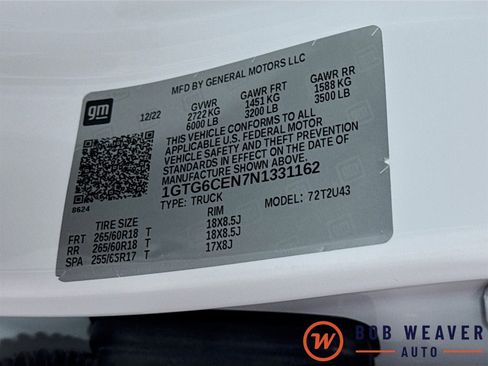 MFD BY GENERAL MOTORS LLC
gm
12/22
GVWR GAWR FRT GAWR RR
2722 KG 1451 KG 1588 KG
6000 LB 3200 LB 3500 LB
THIS VEHICLE CONFORMS TO ALL
APPLICABLE U.S. FEDERAL MOTOR
VEHICLE SAFETY AND THEFT PREVENTION
STANDARDS IN EFFECT ON THE DATE OF
MANUFACTURE SHOWN ABOVE.
1GTG6CEN7N1331162
TYPE: TRUCK MODEL: 72T2U43
8624
TIRE SIZE RIM
FRT 265/60R18 T 18X8.5J
RR 265/60R18 T 18X8.5J
SPA 255/65R17 T 17X8J
W BOB WEAVER
AUTO